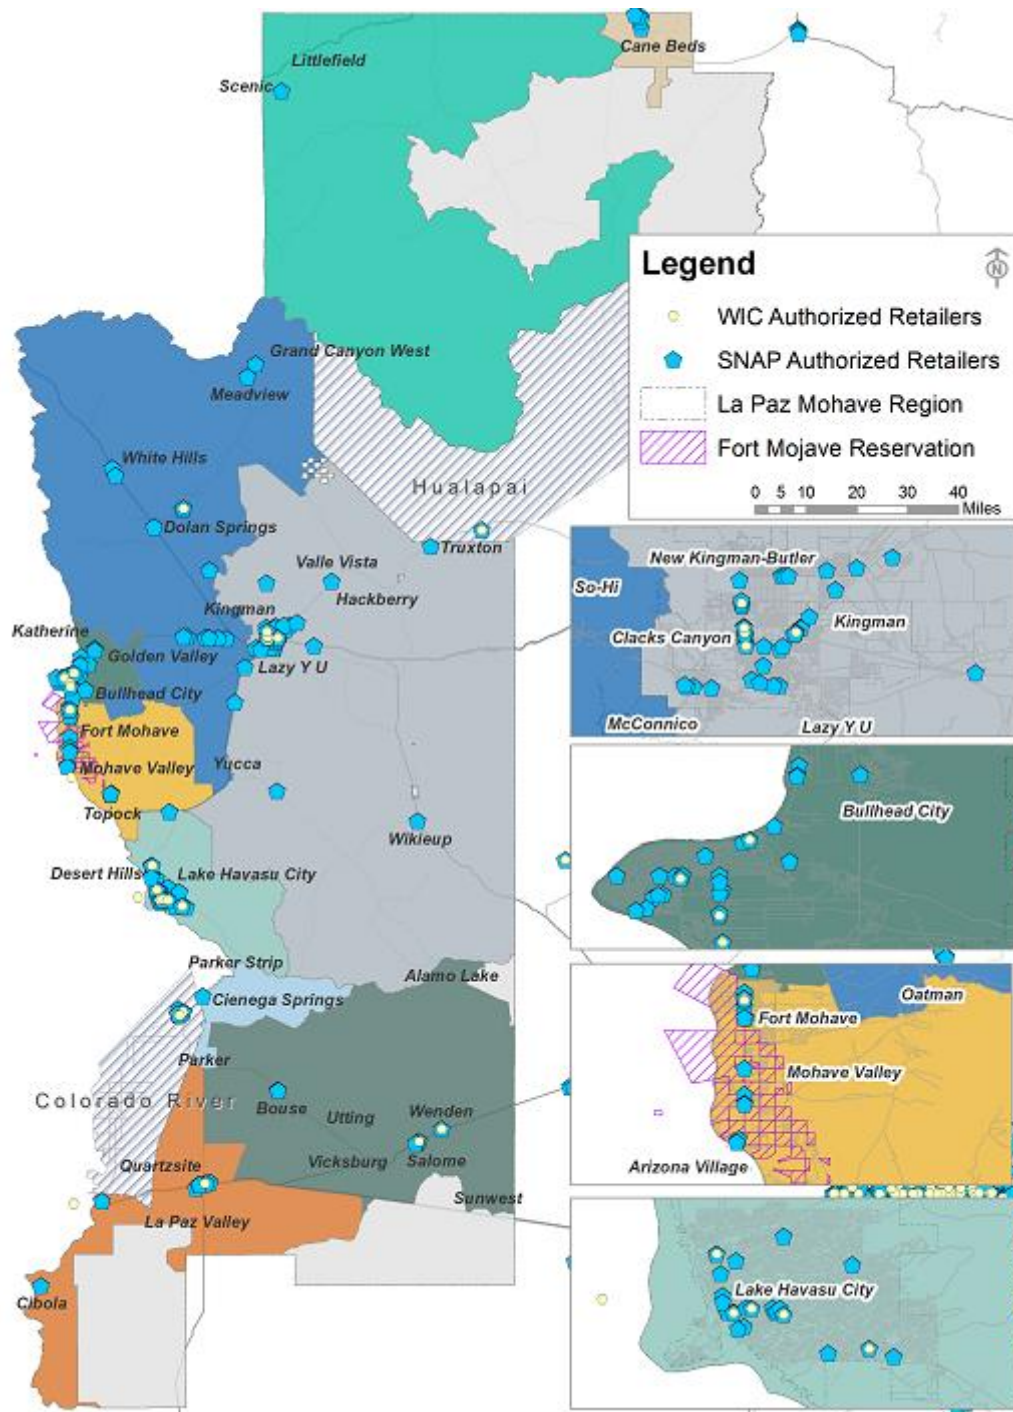 Cane Beds
Littlefield
Scenic
Legend
N
WIC Authorized Retailers
SNAP Authorized Retailers
La Paz Mohave Region
Fort Mojave Reservation
0 5 10 20 30 40
Miles
Grand Canyon West
Meadview
White Hills
Hualapai
Dolan Springs
Truxton
Valle Vista
Hackberry
Kingman
Katherine
Golden Valley
Lazy Y U
Bullhead City
Fort Mohave
Mohave Valley
Yucca
Topock
Wikieup
Desert Hills
Lake Havasu City
Parker Strip
Alamo Lake
Cienega Springs
Parker
Colorado River
Bouse
Utting
Wenden
Vicksburg
Salome
Quartzsite
Sunwest
La Paz Valley
Cibola
New Kingman-Butler
So-Hi
Clacks Canyon
Kingman
McConnico
Lazy Y U
Bullhead City
Oatman
Fort Mohave
Mohave Valley
Arizona Village
Lake Havasu City